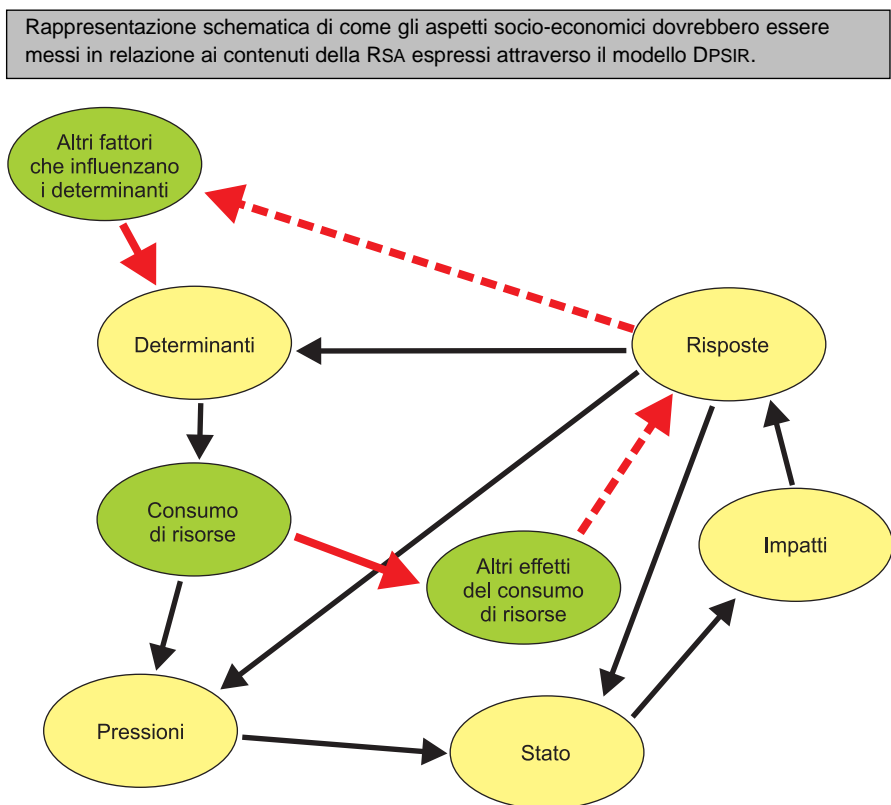 Rappresentazione schematica di come gli aspetti socio-economici dovrebbero essere
messi in relazione ai contenuti della RSA espressi attraverso il modello DPSIR.
Altri fattori
che influenzano
i determinanti
Determinanti
Risposte
Consumo
di risorse
Altri effetti
del consumo
di risorse
Impatti
Pressioni
Stato